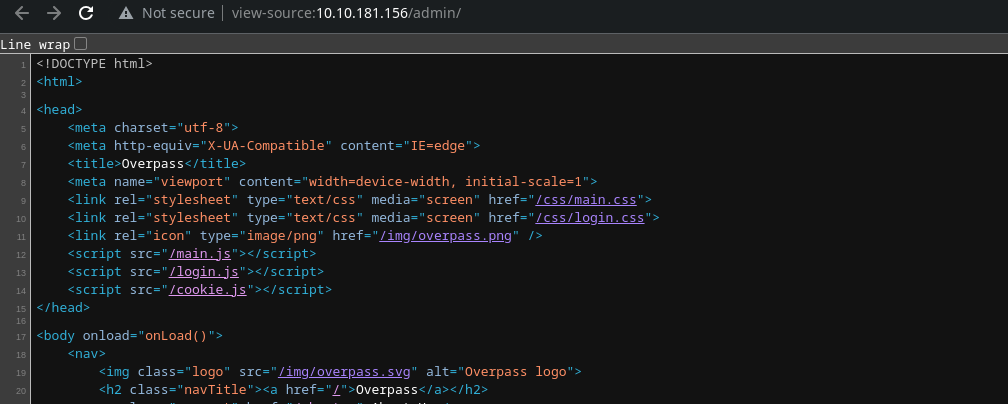 Not secure view-source:10.10.181.156/admin/
Line wrap
1 <!DOCTYPE html>
2 <html>
3
4 <head>
5 <meta charset="utf-8">
6 <meta http-equiv="X-UA-Compatible" content="IE=edge">
7 <title>Overpass</title>
8 <meta name="viewport" content="width=device-width, initial-scale=1">
9 <link rel="stylesheet" type="text/css" media="screen" href="/css/main.css">
10 <link rel="stylesheet" type="text/css" media="screen" href="/css/login.css">
11 <link rel="icon" type="image/png" href="/img/overpass.png" />
12 <script src="/main.js"></script>
13 <script src="/login.js"></script>
14 <script src="/cookie.js"></script>
15 </head>
16
17 <body onload="onLoad()">
18 <nav>
19 <img class="logo" src="/img/overpass.svg" alt="Overpass logo">
20 <h2 class="navTitle"><a href="/">Overpass</a></h2>